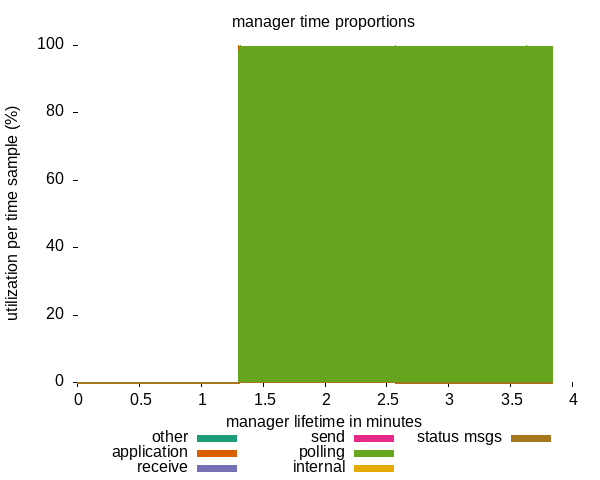 manager time proportions
utilization per time sample (%)
100
80
60
40
20
0
0 0.5 1 1.5 2 2.5 3 3.5 4
manager lifetime in minutes
other send status msgs
application polling
receive internal